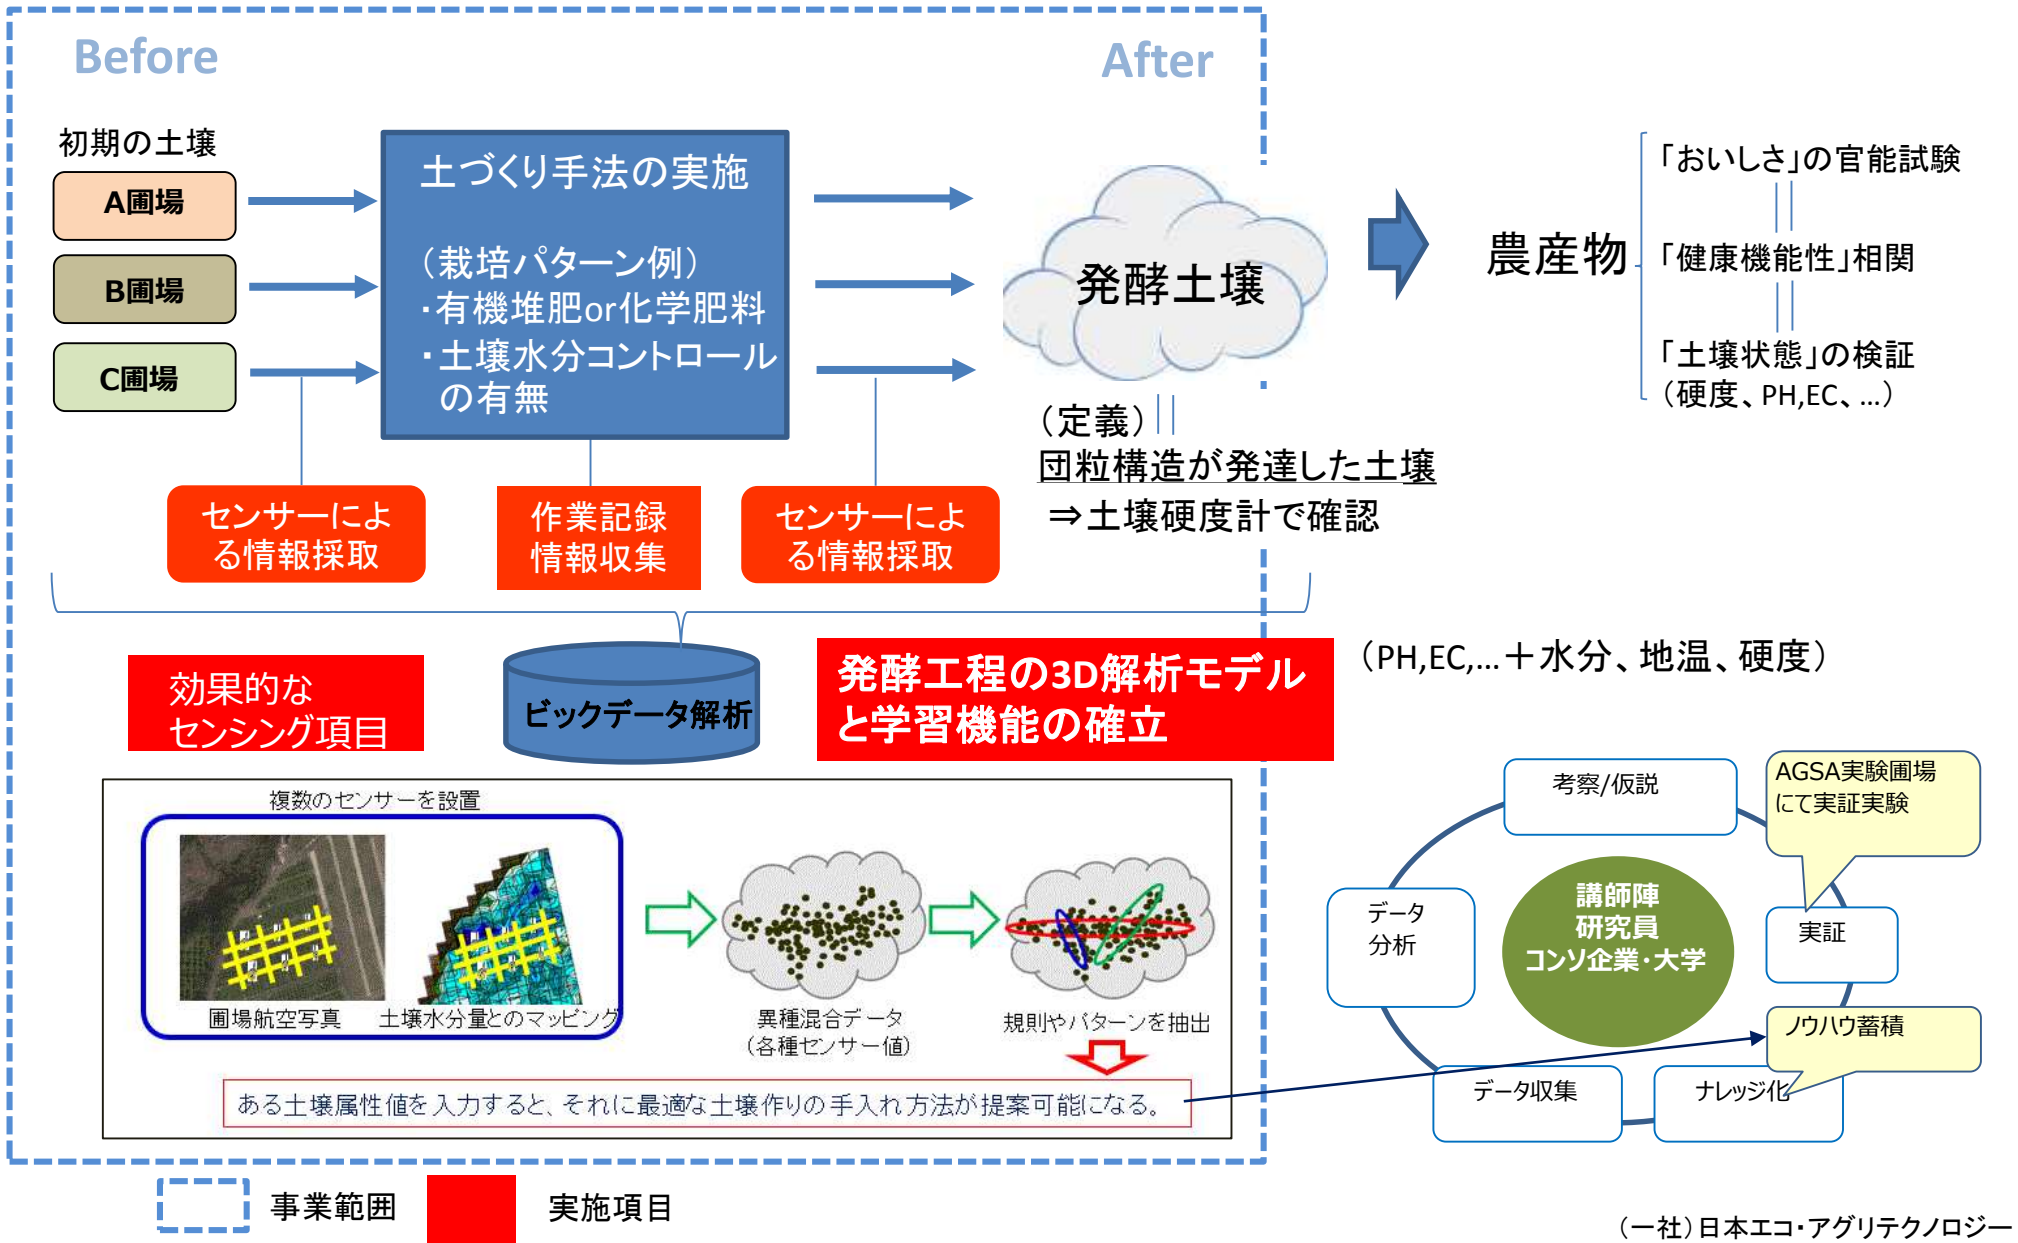 Before
After
初期の土壌
A圃場
B圃場
C圃場
土づくり手法の実施
（栽培パターン例）
・有機堆肥or化学肥料
・土壌水分コントロール
の有無
発酵土壌
農産物
「おいしさ」の官能試験
「健康機能性」相関
「土壌状態」の検証
（硬度、PH,EC、…）
（定義）
団粒構造が発達した土壌
⇒土壌硬度計で確認
センサーによ
る情報採取
作業記録
情報収集
センサーによ
る情報採取
効果的な
センシング項目
ビックデータ解析
発酵工程の3D解析モデル
と学習機能の確立
（PH,EC,…＋水分、地温、硬度）
複数のセンサーを設置
圃場航空写真
土壌水分量とのマッピング
異種混合データ
（各種センサー値）
規則やパターンを抽出
ある土壌属性値を入力すると、それに最適な土壌作りの手入れ方法が提案可能になる。
考察/仮説
AGSA実験圃場
にて実証実験
データ
分析
講師陣
研究員
コンソ企業・大学
実証
ノウハウ蓄積
データ収集
ナレッジ化
事業範囲
実施項目
（一社）日本エコ・アグリテクノロジー